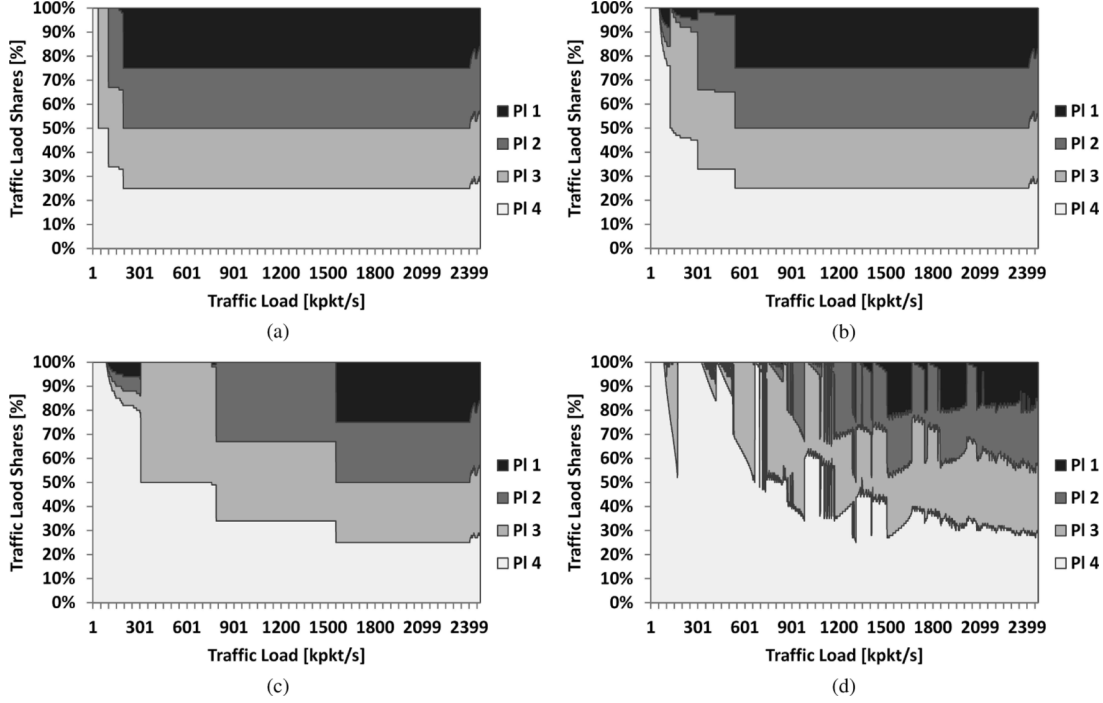 100%
90%
80%
70%
60%
50%
40%
30%
20%
10%
0%
Traffic Laod Shares [%]
Pl 1
Pl 2
Pl 3
Pl 4
1 301 601 901 1201 1500 1800 2099 2399
Traffic Load [kpkt/s]
(a)
100%
90%
80%
70%
60%
50%
40%
30%
20%
10%
0%
Traffic Laod Shares [%]
Pl 1
Pl 2
Pl 3
Pl 4
1 301 601 901 1201 1500 1800 2099 2399
Traffic Load [kpkt/s]
(b)
100%
90%
80%
70%
60%
50%
40%
30%
20%
10%
0%
Traffic Laod Shares [%]
Pl 1
Pl 2
Pl 3
Pl 4
1 301 601 901 1201 1500 1800 2099 2399
Traffic Load [kpkt/s]
(c)
100%
90%
80%
70%
60%
50%
40%
30%
20%
10%
0%
Traffic Laod Shares [%]
Pl 1
Pl 2
Pl 3
Pl 4
1 301 601 901 1201 1500 1800 2099 2399
Traffic Load [kpkt/s]
(d)